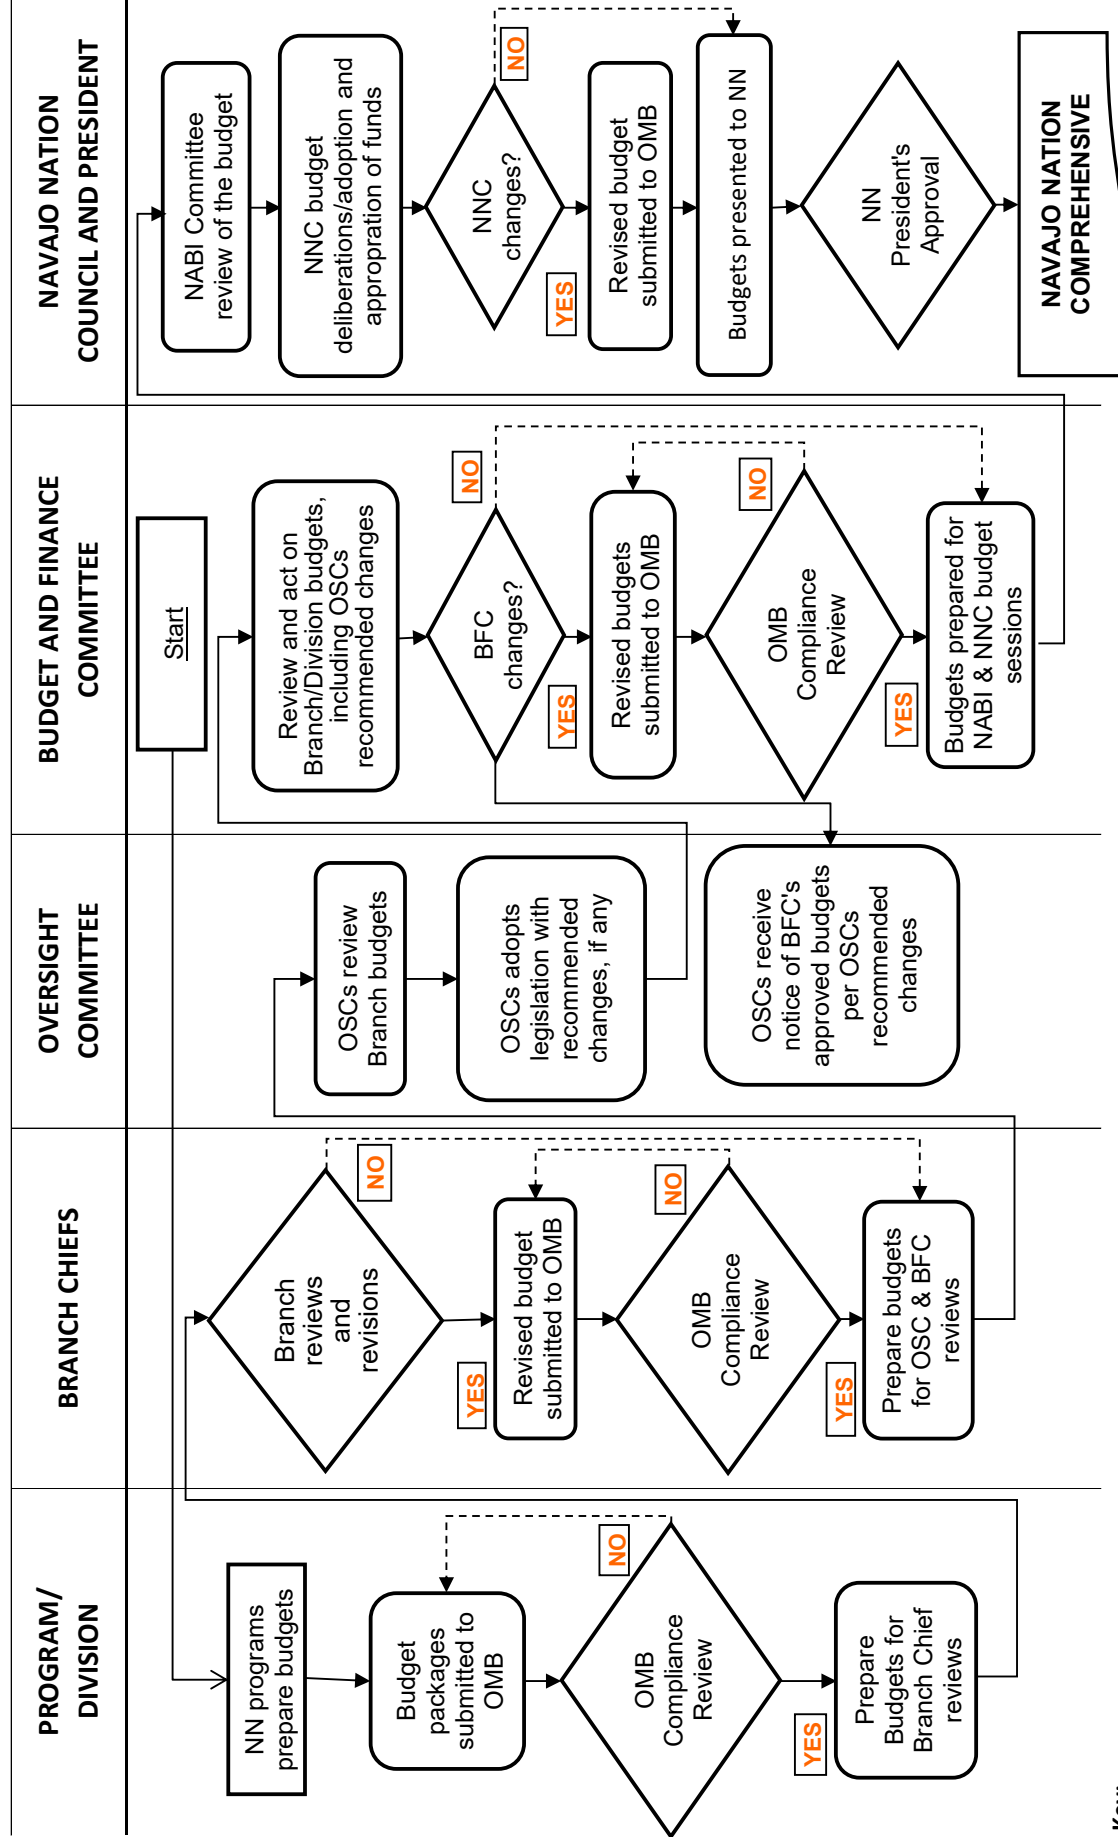 PROGRAM/
DIVISION
BRANCH CHIEFS
OVERSIGHT
COMMITTEE
BUDGET AND FINANCE
COMMITTEE
NAVAJO NATION
COUNCIL AND PRESIDENT
NN programs
prepare budgets
Budget
packages
submitted to
OMB
NO
OMB
Compliance
Review
YES
Prepare
Budgets for
Branch Chief
reviews
Branch
reviews
and
revisions
NO
YES
Revised budget
submitted to OMB
NO
OMB
Compliance
Review
YES
Prepare budgets
for OSC & BFC
reviews
OSCs review
Branch budgets
OSCs adopts
legislation with
recommended
changes, if any
OSCs receive
notice of BFC's
approved budgets
per OSCs
recommended
changes
Start
Review and act on
Branch/Division budgets,
including OSCs
recommended changes
BFC
changes?
NO
YES
Revised budgets
submitted to OMB
NO
OMB
Compliance
Review
YES
Budgets prepared for
NABI & NNC budget
sessions
NABI Committee
review of the budget
NNC budget
deliberations/adoption and
appropration of funds
NNC
changes?
NO
YES
Revised budget
submitted to OMB
Budgets presented to NN
NN
President's
Approval
NAVAJO NATION
COMPREHENSIVE